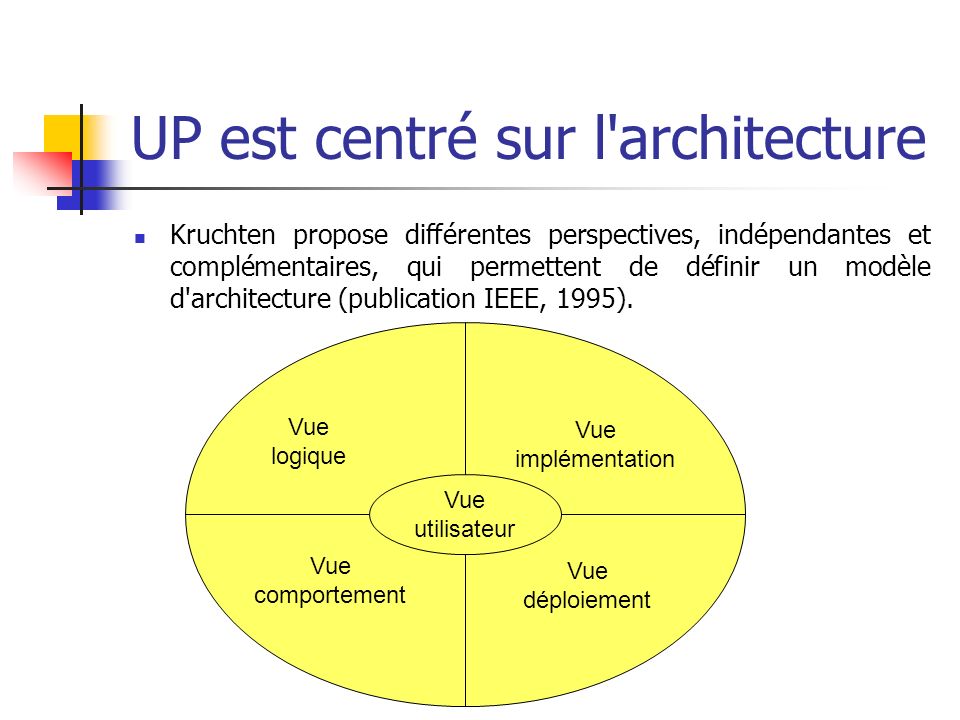 UP est centré sur l'architecture
Kruchten propose différentes perspectives, indépendantes et
complémentaires, qui permettent de définir un modèle
d'architecture (publication IEEE, 1995).
Vue
logique
Vue
implémentation
Vue
utilisateur
Vue
comportement
Vue
déploiement